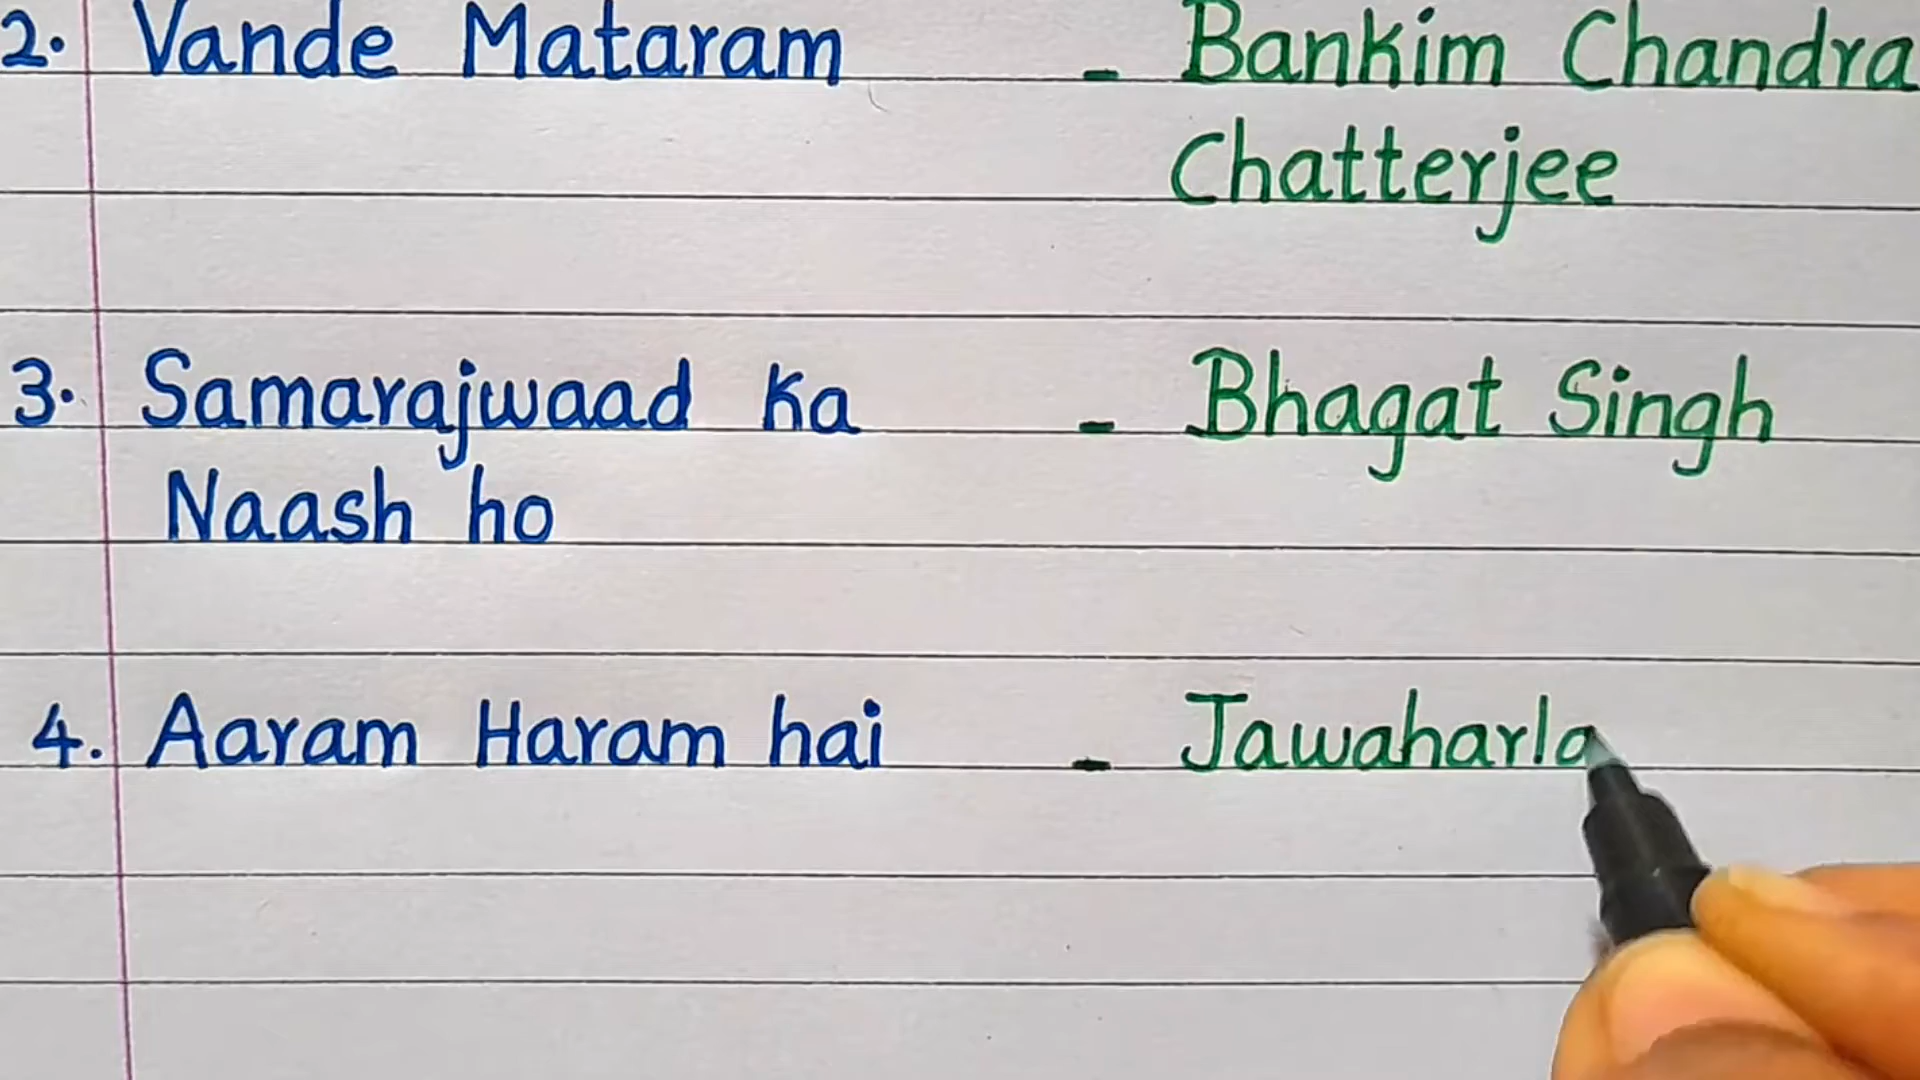 2. Vande Mataram - Bankim Chandra
Chatterjee
3. Samarajwaad Ka - Bhagat Singh
Naash ho
4. Aaram Haram hai - Jawaharla